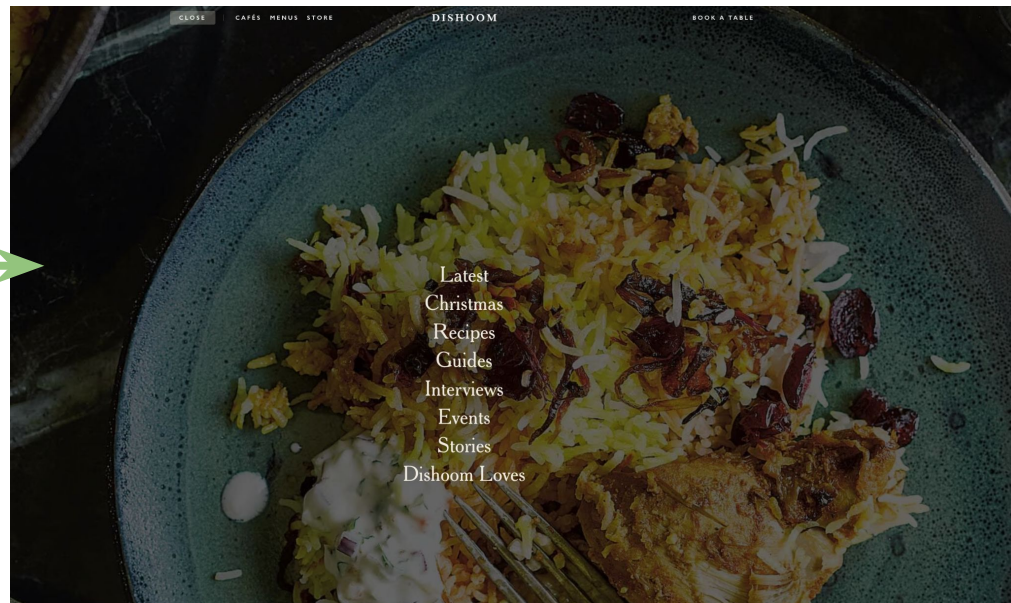 CLOSE CAFÉS MENUS STORE DISHOOM BOOK A TABLE
Latest
Christmas
Recipes
Guides
Interviews
Events
Stories
Dishoom Loves